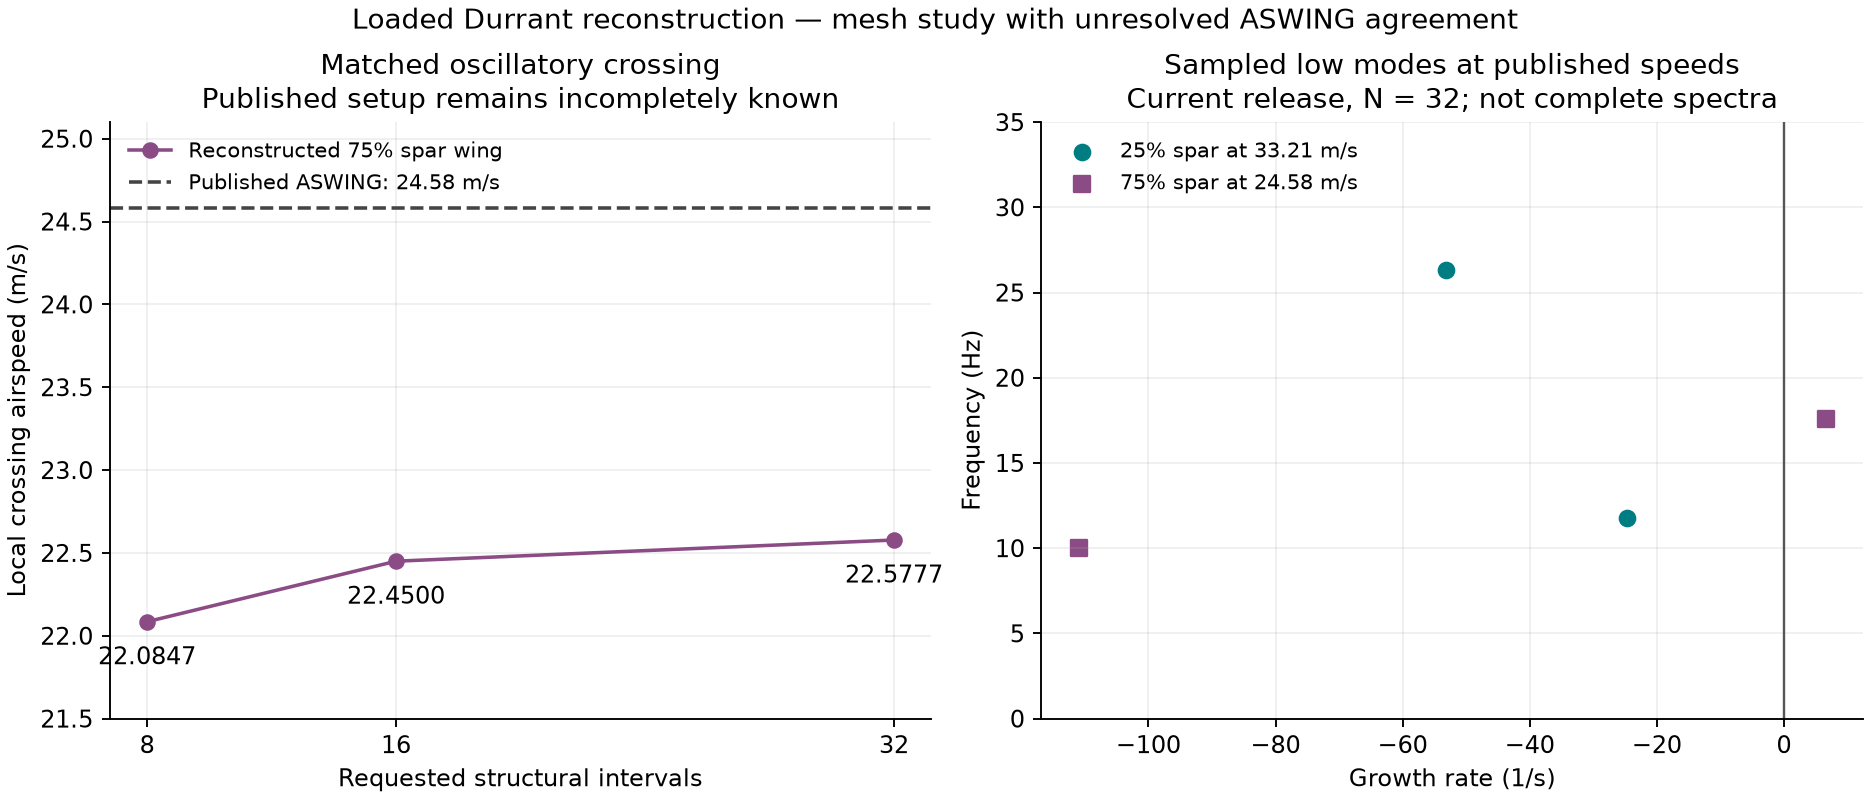 Loaded Durrant reconstruction — mesh study with unresolved ASWING agreement
Matched oscillatory crossing
Published setup remains incompletely known
Local crossing airspeed (m/s)
25.0
24.5
24.0
23.5
23.0
22.5
22.0
21.5
Reconstructed 75% spar wing
Published ASWING: 24.58 m/s
22.0847
22.4500
22.5777
8
16
32
Requested structural intervals
Sampled low modes at published speeds
Current release, N = 32; not complete spectra
Frequency (Hz)
35
30
25
20
15
10
5
0
25% spar at 33.21 m/s
75% spar at 24.58 m/s
−100
−80
−60
−40
−20
0
Growth rate (1/s)